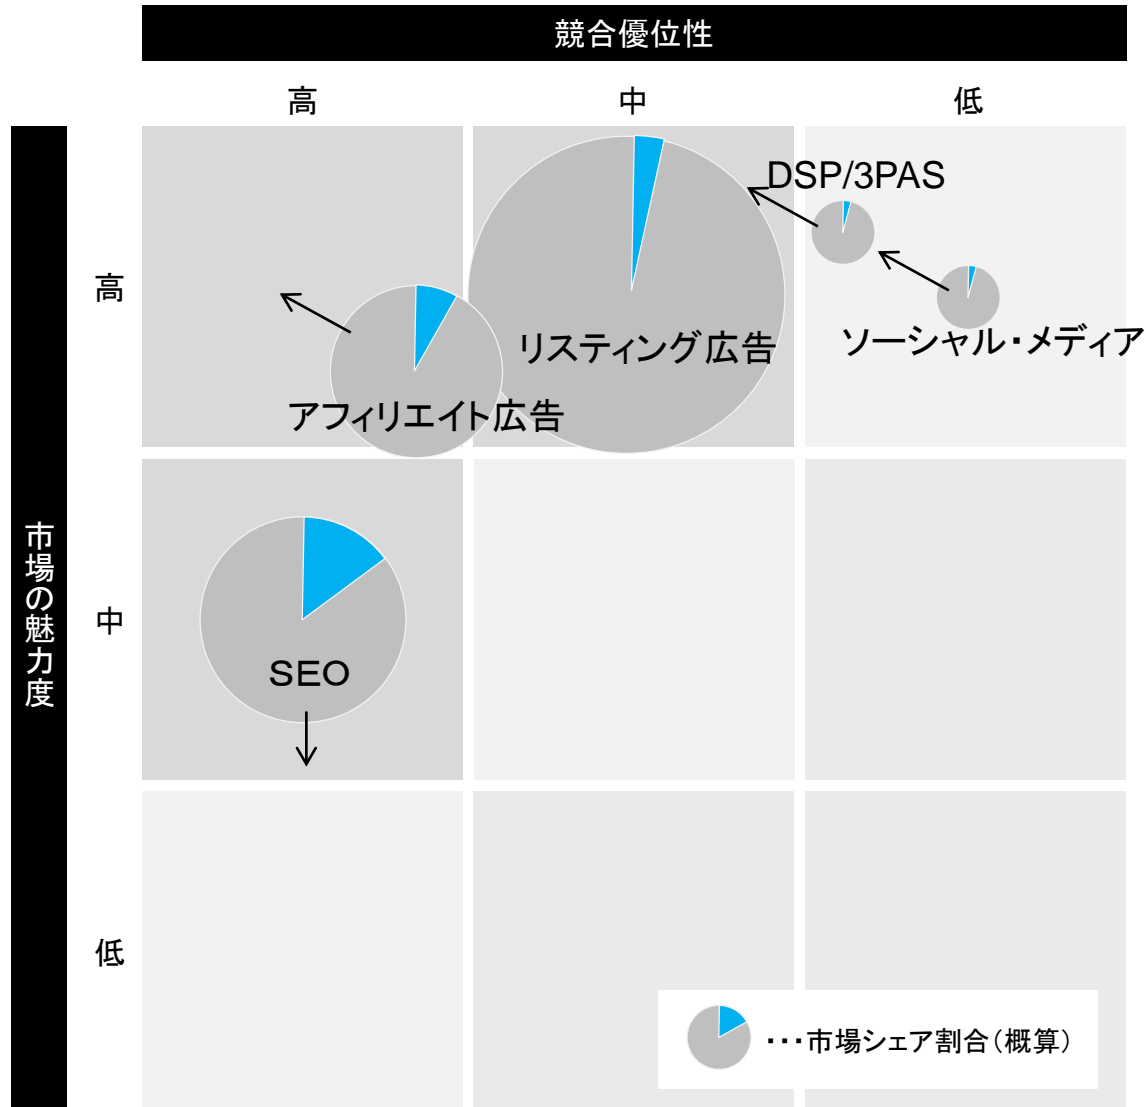 競合優位性
高
中
低
市場の魅力度
高
DSP/3PAS
リスティング広告
ソーシャル・メディア
アフィリエイト広告
中
SEO
低
・・・市場シェア割合（概算）